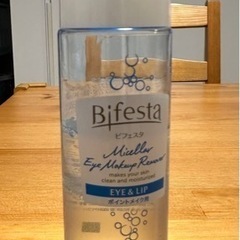 Bifesta
ビフェスタ
Micellar
Eye Makeup Remover
makes your skin
clean and moisturized
EYE & LIP
ポイントメイク用